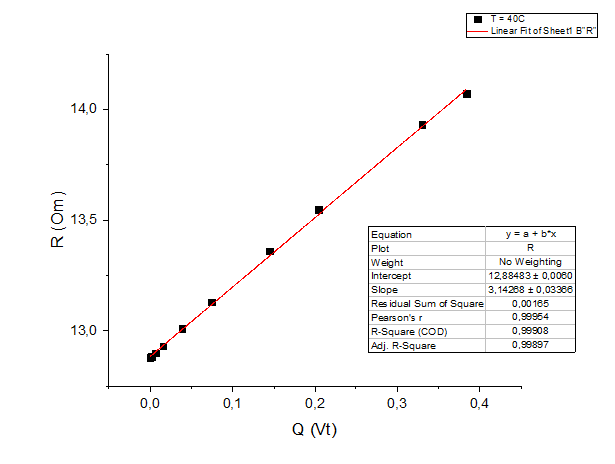 T = 40C
Linear Fit of Sheet1 B"R"
R (Om)
14,0
13,5
13,0
Equation y = a + b*x
Plot R
Weight No Weighting
Intercept 12,88483 ± 0,0060
Slope 3,14268 ± 0,03366
Residual Sum of Square 0,00165
Pearson's r 0,99954
R-Square (COD) 0,99908
Adj. R-Square 0,99897
0,0 0,1 0,2 0,3 0,4
Q (Vt)